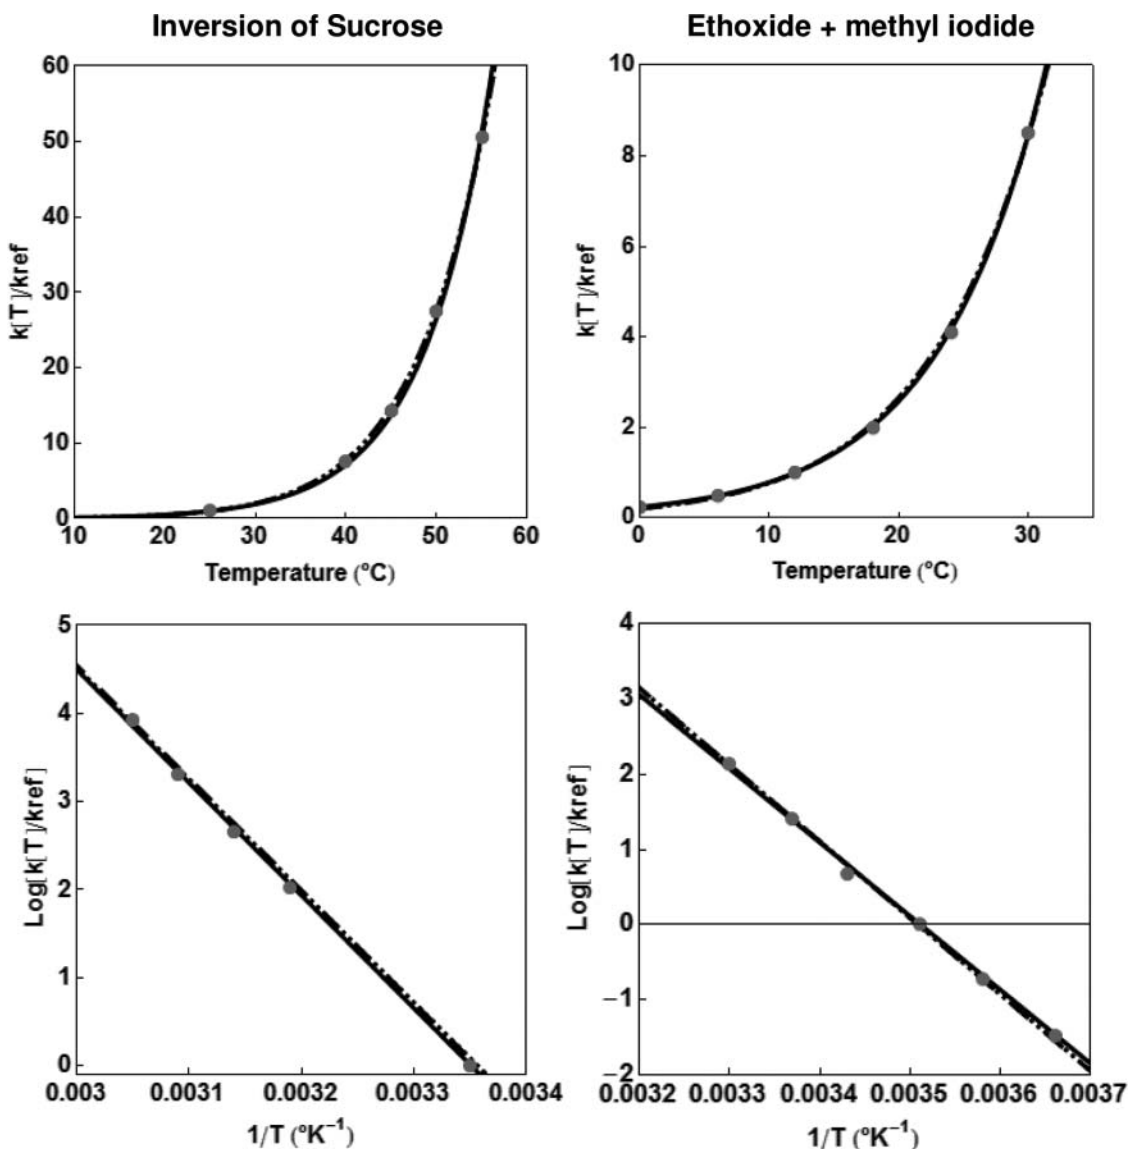 Inversion of Sucrose
60
50
40
30
20
10
0
k[T]/kref
10 20 30 40 50 60
Temperature (ºC)
Ethoxide + methyl iodide
10
8
6
4
2
0
k[T]/kref
0 10 20 30
Temperature (ºC)
5
4
3
2
1
0
Log[k[T]/kref]
0.003 0.0031 0.0032 0.0033 0.0034
1/T (ºK⁻¹)
4
3
2
1
0
−1
−2
Log[k[T]/kref]
0.0032 0.0033 0.0034 0.0035 0.0036 0.0037
1/T (ºK⁻¹)